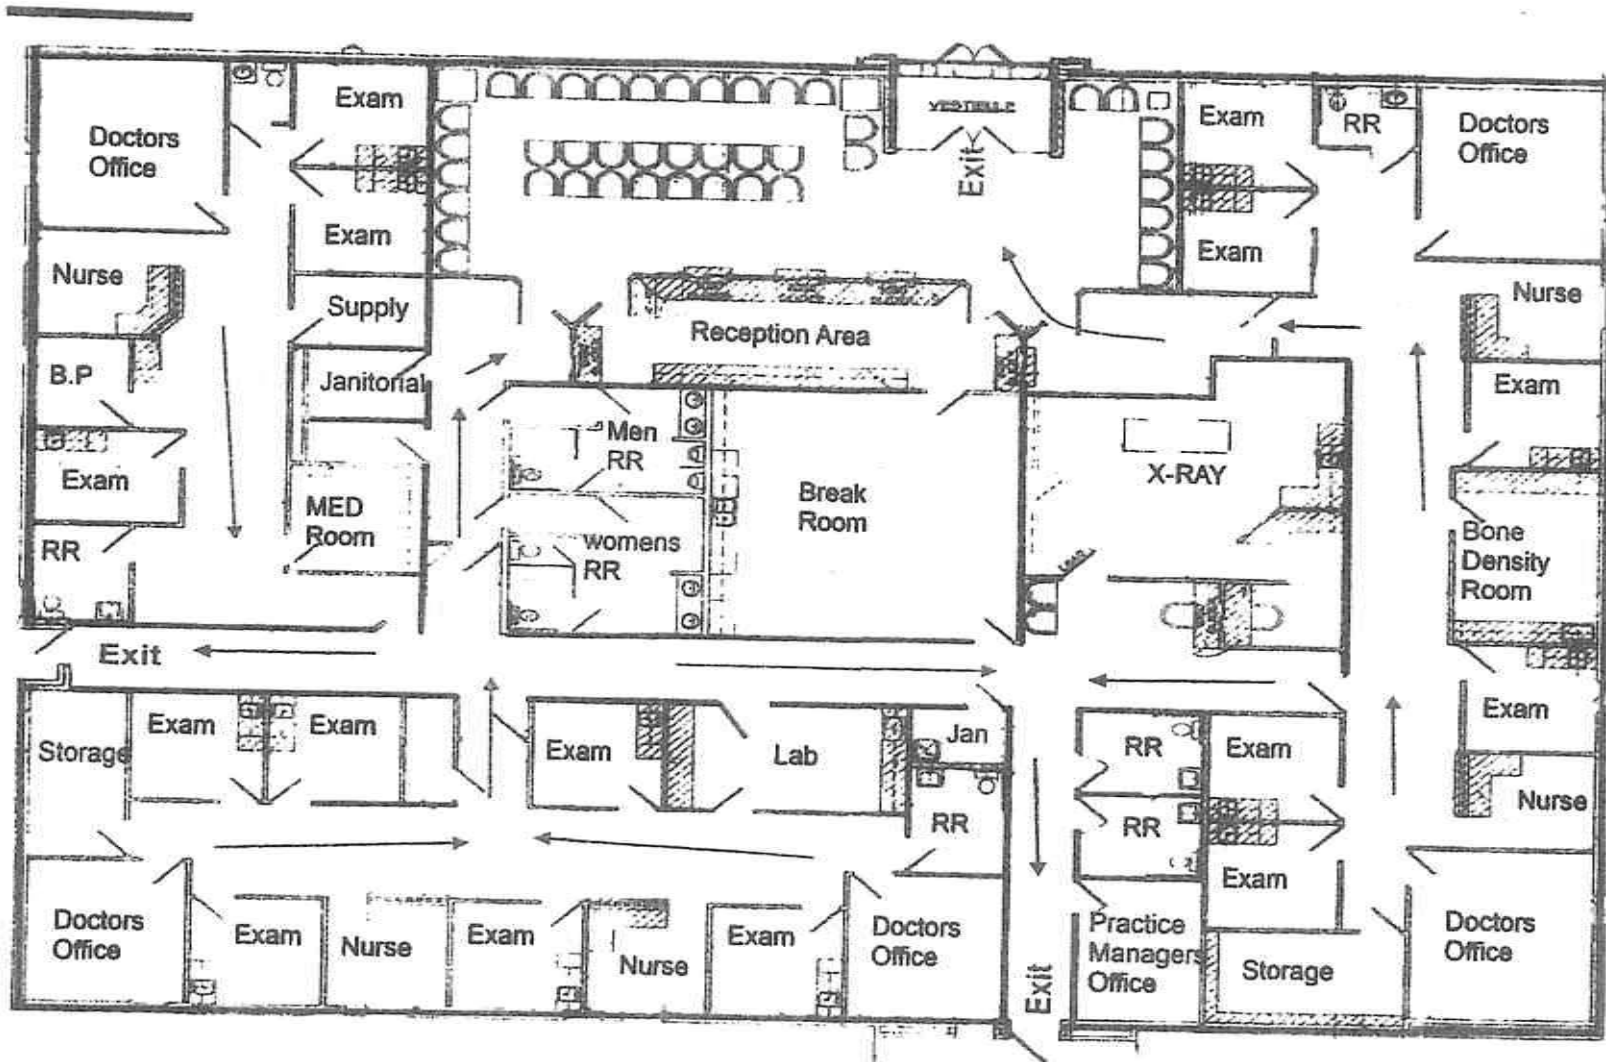 Exam
VESTIBULE
Exam
RR
Doctors
Office
Doctors
Office
Exit
Exam
Exam
Nurse
Supply
Reception Area
Nurse
B.P
Janitorial
Exam
Men
RR
X-RAY
Exam
MED
Room
Break
Room
RR
womens
RR
Bone
Density
Room
Exit
Exam
Exam
Storage
Exam
Lab
Jan
RR
Exam
Exam
RR
RR
Nurse
Exam
Doctors
Office
Exam
Nurse
Exam
Nurse
Exam
Doctors
Office
Exit
Practice
Managers
Office
Storage
Doctors
Office